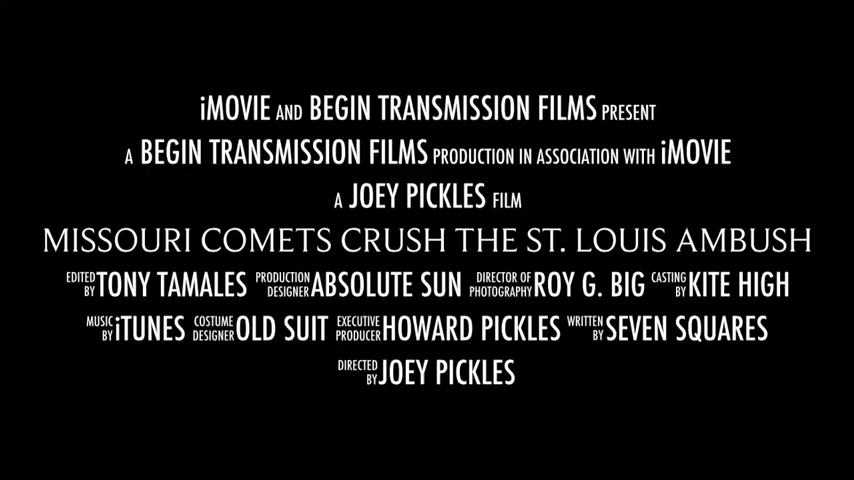 iMOVIE AND BEGIN TRANSMISSION FILMS PRESENT
A BEGIN TRANSMISSION FILMS PRODUCTION IN ASSOCIATION WITH iMOVIE
A JOEY PICKLES FILM
MISSOURI COMETS CRUSH THE ST. LOUIS AMBUSH
EDITED BY TONY TAMALES PRODUCTION DESIGNER ABSOLUTE SUN DIRECTOR OF PHOTOGRAPHY ROY G. BIG CASTING BY KITE HIGH
MUSIC BY iTUNES COSTUME DESIGNER OLD SUIT EXECUTIVE PRODUCER HOWARD PICKLES WRITTEN BY SEVEN SQUARES
DIRECTED BY JOEY PICKLES